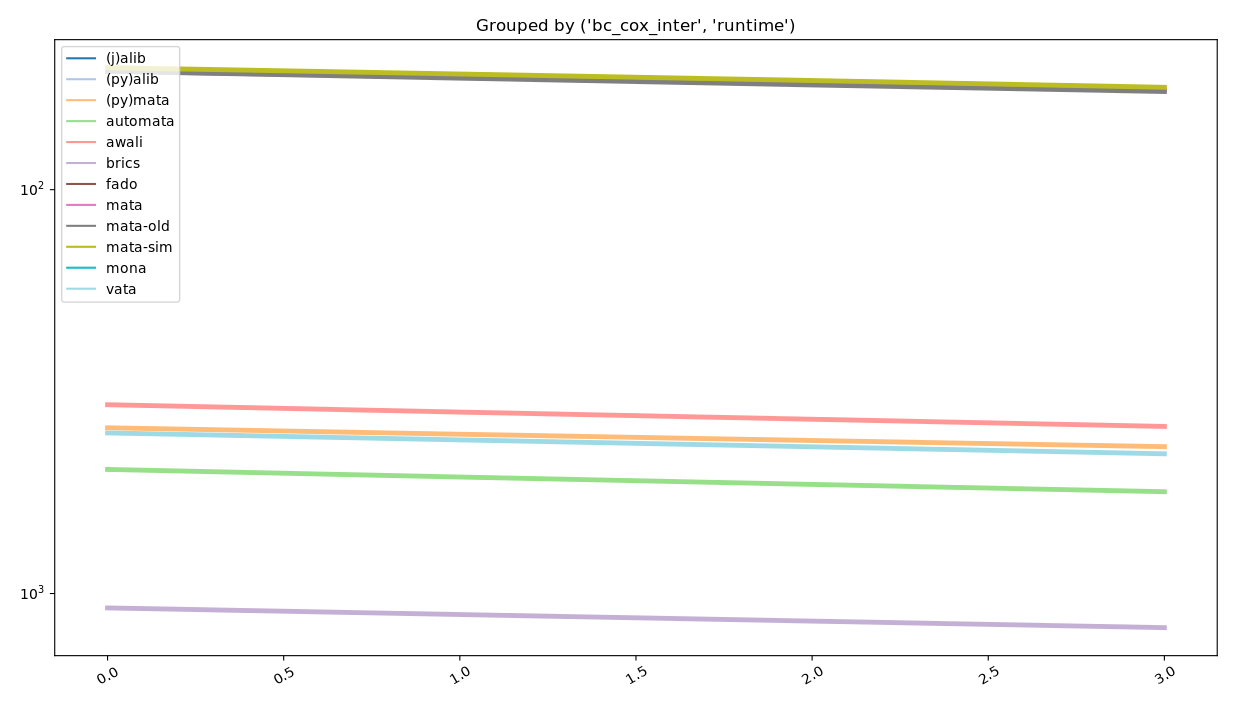 Grouped by ('bc_cox_inter', 'runtime')
(j)alib
(py)alib
(py)mata
automata
awali
brics
fado
mata
mata-old
mata-sim
mona
vata
10²
10³
0.0
0.5
1.0
1.5
2.0
2.5
3.0